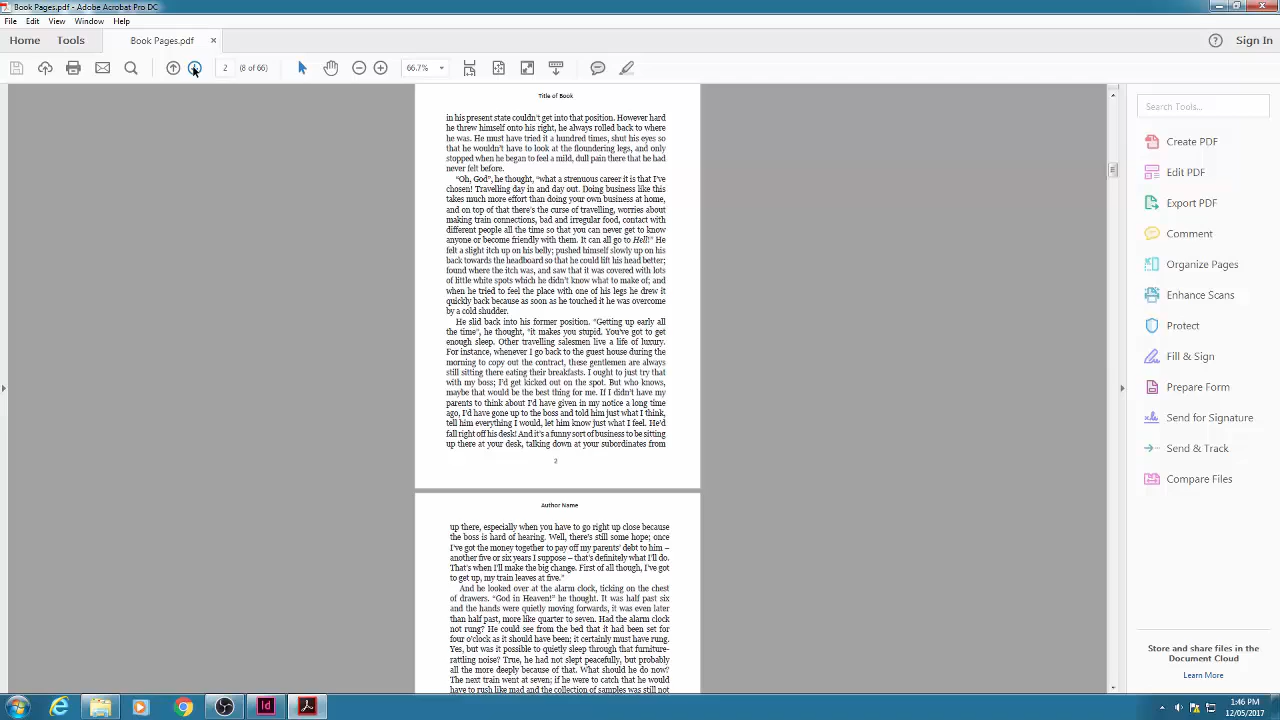 Book Pages.pdf - Adobe Acrobat Pro DC
File Edit View Window Help
Home Tools Book Pages.pdf × Sign In
2 (8 of 66) 66.7%
Title of Book
in his present state couldn't get into that position. However hard
he threw himself onto his right, he always rolled back to where
he was. He must have tried it a hundred times, shut his eyes so
that he wouldn't have to look at the floundering legs, and only
stopped when he began to feel a mild, dull pain there that he had
never felt before.
"Oh, God", he thought, "what a strenuous career it is that I've
chosen! Travelling day in and day out. Doing business like this
takes much more effort than doing your own business at home,
and on top of that there's the curse of travelling, worries about
making train connections, bad and irregular food, contact with
different people all the time so that you can never get to know
anyone or become friendly with them. It can all go to Hell!" He
felt a slight itch up on his belly; pushed himself slowly up on his
back towards the headboard so that he could lift his head better;
found where the itch was, and saw that it was covered with lots
of little white spots which he didn't know what to make of; and
when he tried to feel the place with one of his legs he drew it
quickly back because as soon as he touched it he was overcome
by a cold shudder.
He slid back into his former position. "Getting up early all
the time", he thought, "it makes you stupid. You've got to get
enough sleep. Other travelling salesmen live a life of luxury.
For instance, whenever I go back to the guest house during the
morning to copy out the contract, these gentlemen are always
still sitting there eating their breakfasts. I ought to just try that
with my boss; I'd get kicked out on the spot. But who knows,
maybe that would be the best thing for me. If I didn't have my
parents to think about I'd have given in my notice a long time
ago, I'd have gone up to the boss and told him just what I think,
tell him everything I would, let him know just what I feel. He'd
fall right off his desk! And it's a funny sort of business to be sitting
up there at your desk, talking down at your subordinates from
2
Author Name
up there, especially when you have to go right up close because
the boss is hard of hearing. Well, there's still some hope; once
I've got the money together to pay off my parents' debt to him –
another five or six years I suppose – that's definitely what I'll do.
That's when I'll make the big change. First of all though, I've got
to get up, my train leaves at five."
And he looked over at the alarm clock, ticking on the chest
of drawers. "God in Heaven!" he thought. It was half past six
and the hands were quietly moving forwards, it was even later
than half past, more like quarter to seven. Had the alarm clock
not rung? He could see from the bed that it had been set for
four o'clock as it should have been; it certainly must have rung.
Yes, but was it possible to quietly sleep through that furniture-
rattling noise? True, he had not slept peacefully, but probably
all the more deeply because of that. What should he do now?
The next train went at seven; if he were to catch that he would
have to rush like mad and the collection of samples was still not
Search Tools...
Create PDF
Edit PDF
Export PDF
Comment
Organize Pages
Enhance Scans
Protect
Fill & Sign
Prepare Form
Send for Signature
Send & Track
Compare Files
Store and share files in the
Document Cloud
Learn More
Id
1:46 PM
12/05/2017